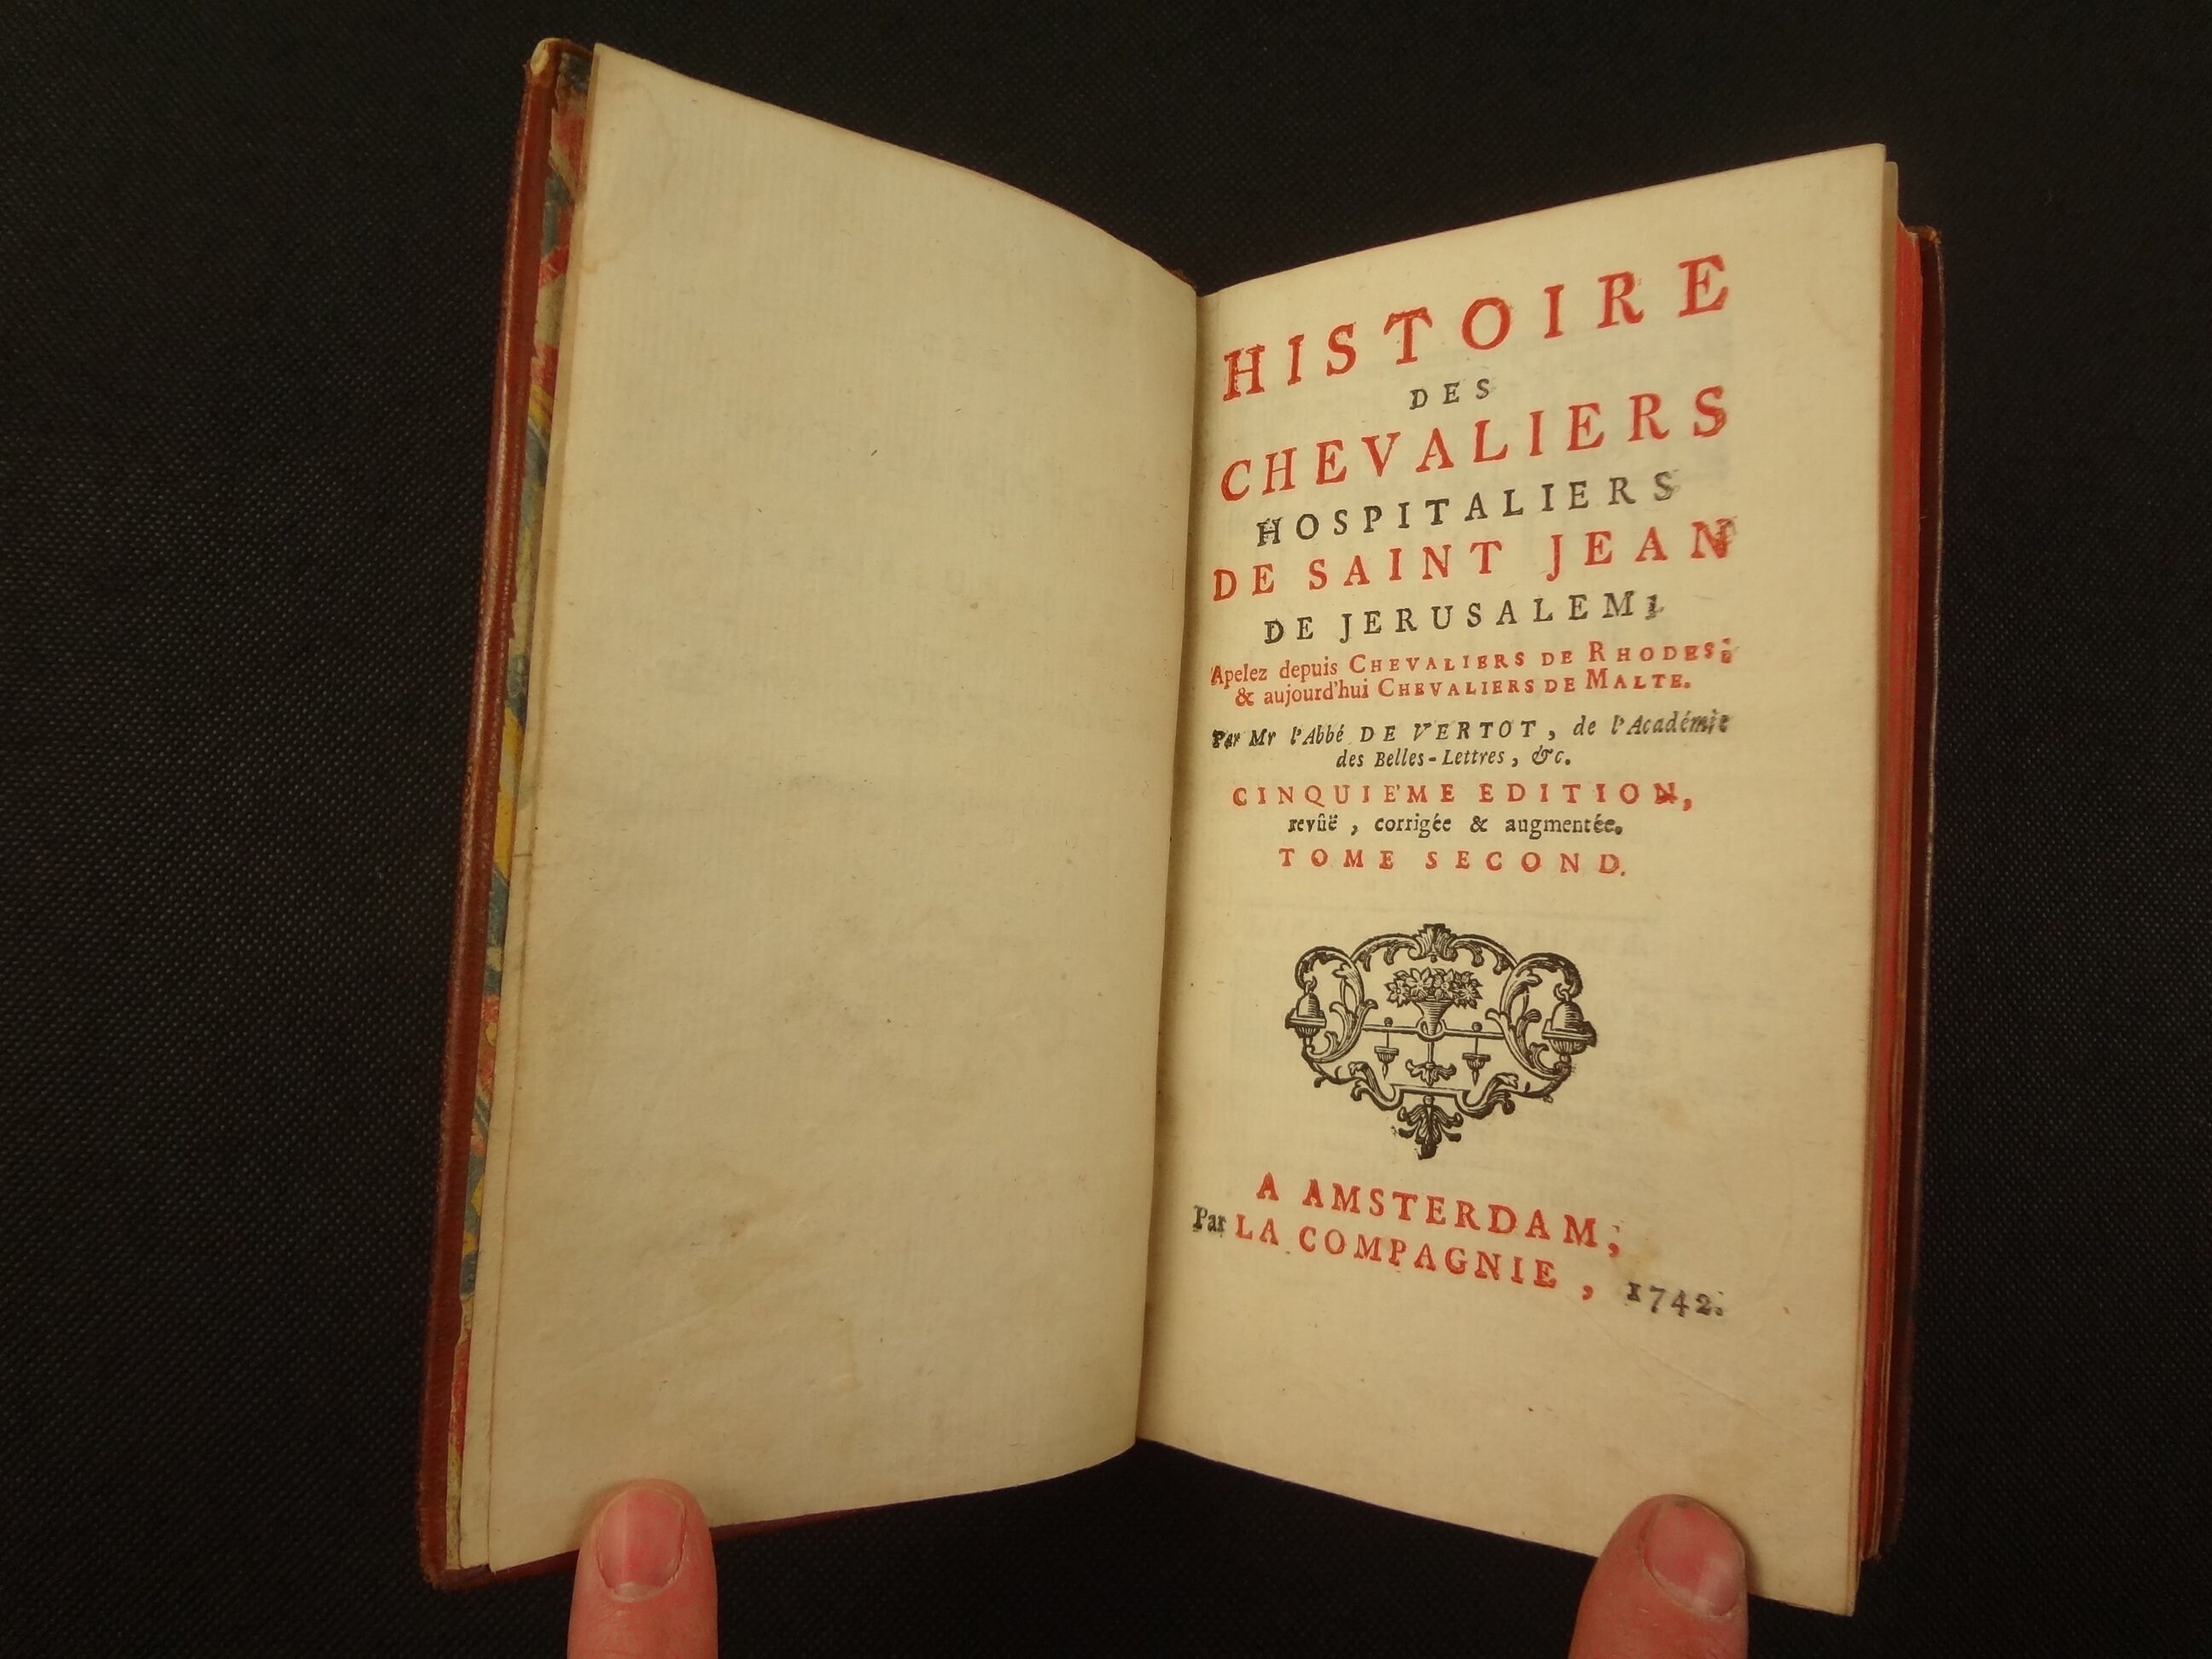 HISTOIRE
DES
CHEVALIERS
HOSPITALIERS
DE SAINT JEAN
DE JERUSALEM;
Apelez depuis CHEVALIERS DE RHODES;
& aujourd'hui CHEVALIERS DE MALTE.
Par Mr l'Abbé DE VERTOT, de l'Académie
des Belles-Lettres, &c.
CINQUIE'ME EDITION,
revûë, corrigée & augmentée.
TOME SECOND.
A AMSTERDAM;
Par LA COMPAGNIE, 1742.